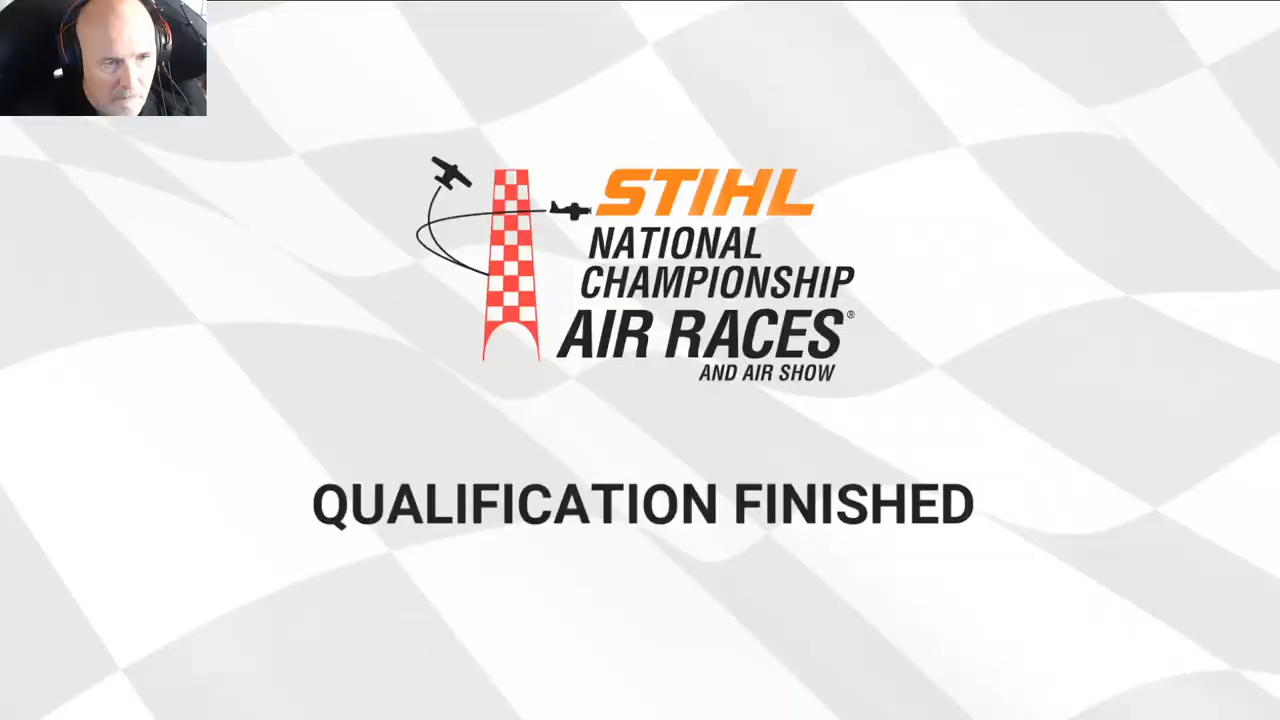 STIHL
NATIONAL
CHAMPIONSHIP
AIR RACES®
AND AIR SHOW
QUALIFICATION FINISHED